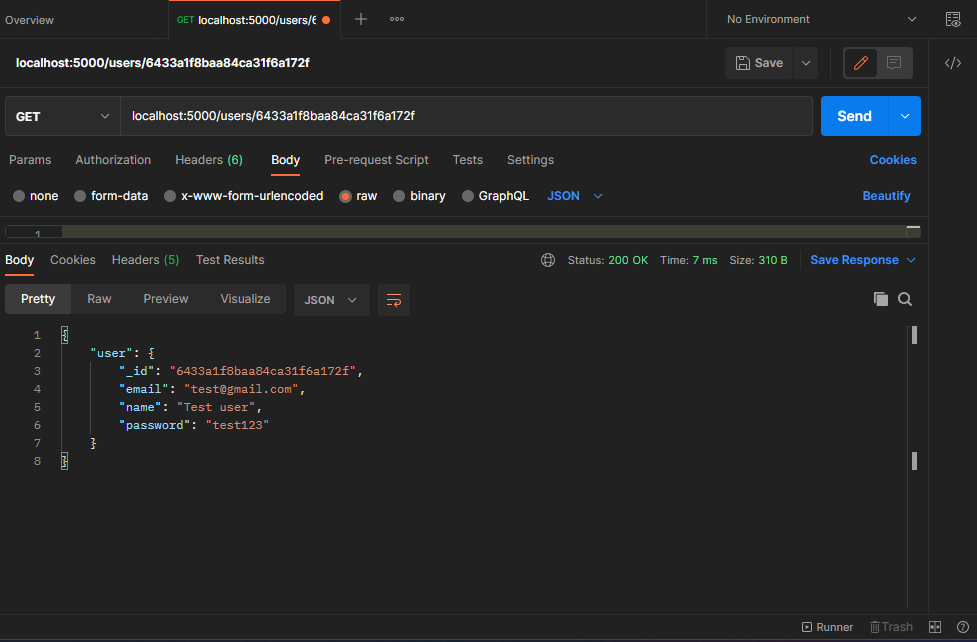 Overview GET localhost:5000/users/6 No Environment
localhost:5000/users/6433a1f8baa84ca31f6a172f Save
GET localhost:5000/users/6433a1f8baa84ca31f6a172f Send
Params Authorization Headers (6) Body Pre-request Script Tests Settings Cookies
none form-data x-www-form-urlencoded raw binary GraphQL JSON Beautify
1
Body Cookies Headers (5) Test Results Status: 200 OK Time: 7 ms Size: 310 B Save Response
Pretty Raw Preview Visualize JSON
1 {
2 "user": {
3 "_id": "6433a1f8baa84ca31f6a172f",
4 "email": "test@gmail.com",
5 "name": "Test user",
6 "password": "test123"
7 }
8 }
Runner Trash